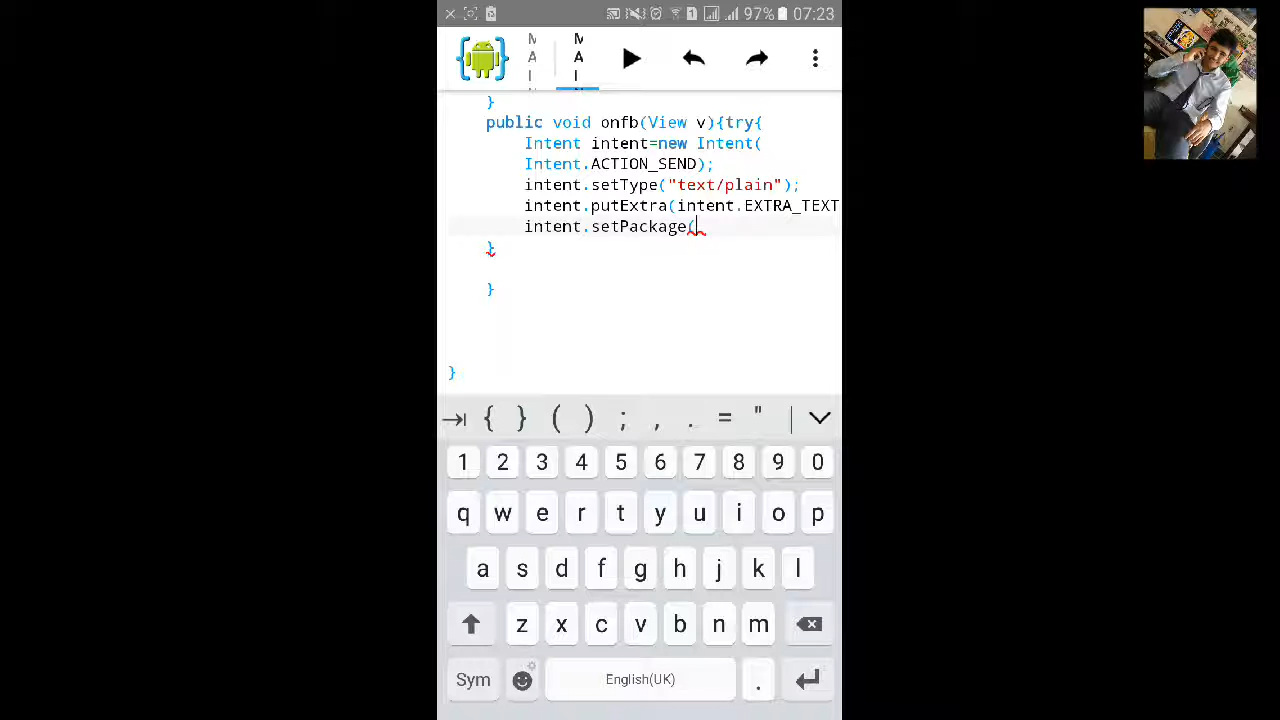 97% 07:23
M
A
I
M
A
I
}
public void onfb(View v){try{
Intent intent=new Intent(
Intent.ACTION_SEND);
intent.setType("text/plain");
intent.putExtra(intent.EXTRA_TEXT
intent.setPackage(
}
}
}
{ } ( ) ; , . = " |
1 2 3 4 5 6 7 8 9 0
q w e r t y u i o p
a s d f g h j k l
z x c v b n m
Sym English(UK) .